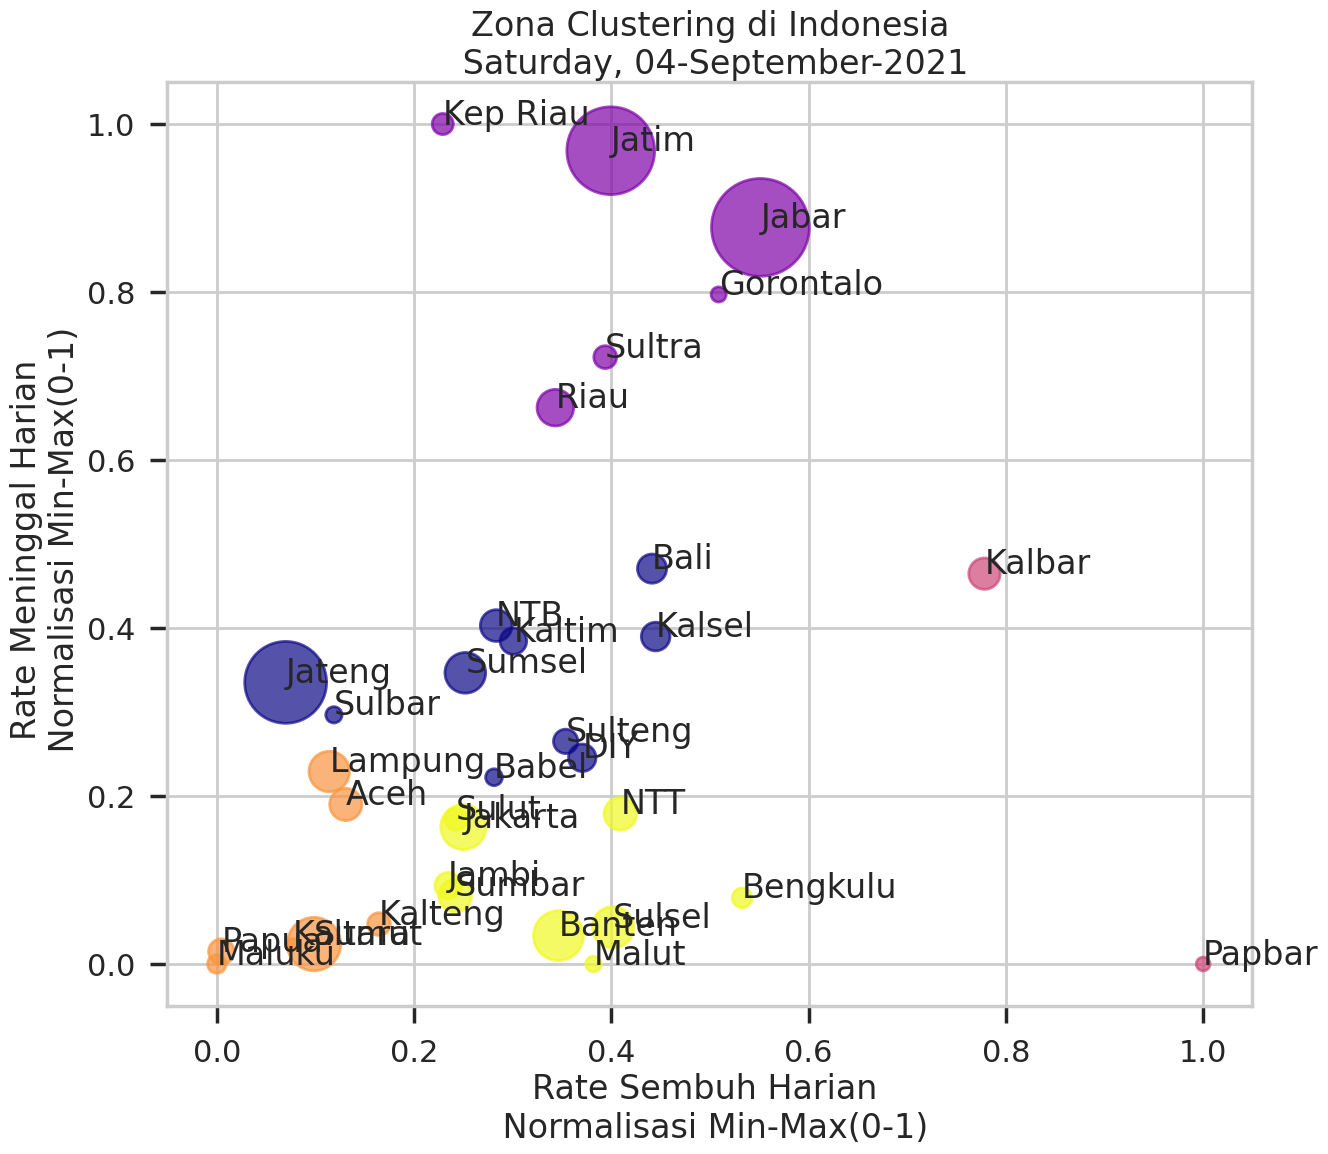 Zona Clustering di Indonesia
Saturday, 04-September-2021
Rate Meninggal Harian
Normalisasi Min-Max(0-1)
1.0
0.8
0.6
0.4
0.2
0.0
Kep Riau
Jatim
Jabar
Gorontalo
Sultra
Riau
Bali
Kalbar
NTB
Kaltim
Kalsel
Sumsel
Jateng
Sulbar
Sulteng
DIY
Babel
Lampung
Aceh
Sulut
Jakarta
NTT
Jambi
Sumbar
Bengkulu
Kalteng
Sulsel
Banten
Papua
Maluku
Malut
Papbar
0.0 0.2 0.4 0.6 0.8 1.0
Rate Sembuh Harian
Normalisasi Min-Max(0-1)